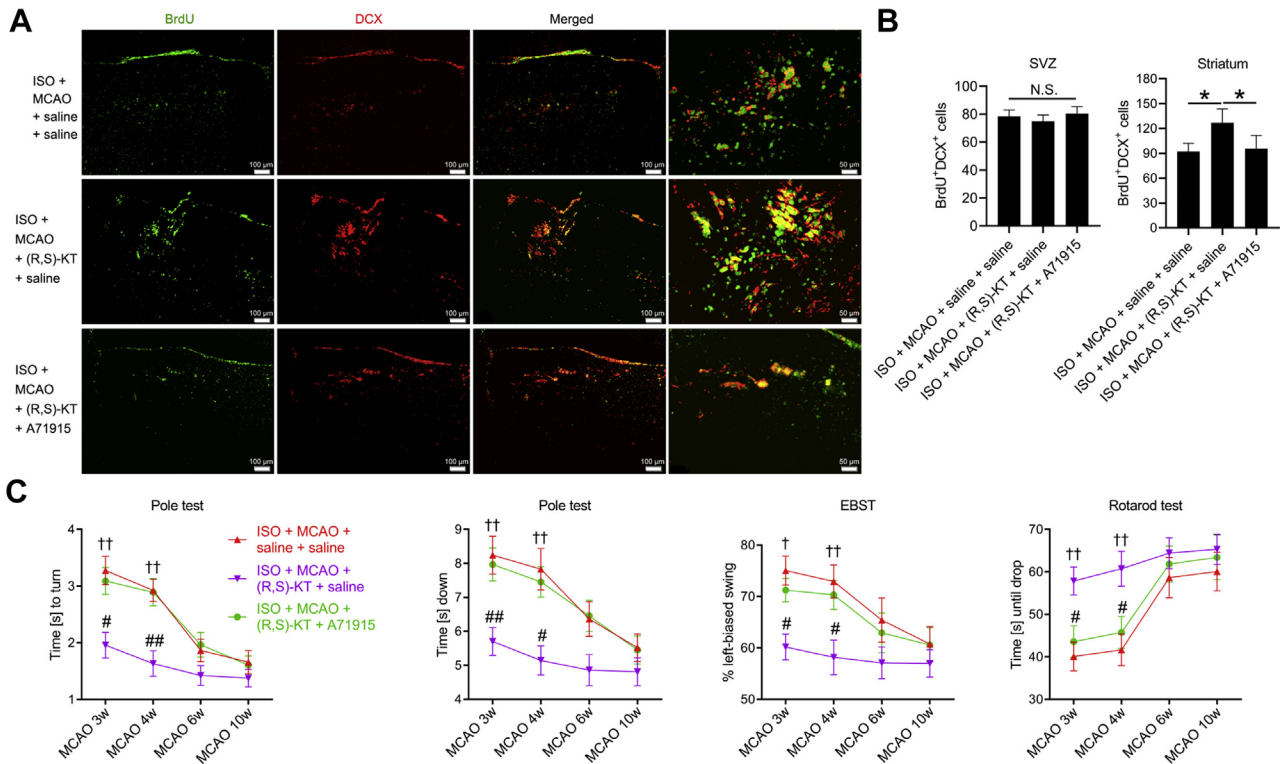 A
BrdU
DCX
Merged
ISO +
MCAO
+ saline
+ saline
100 μm
100 μm
100 μm
50 μm
ISO +
MCAO
+ (R,S)-KT
+ saline
100 μm
100 μm
100 μm
50 μm
ISO +
MCAO
+ (R,S)-KT
+ A71915
100 μm
100 μm
100 μm
50 μm
B
SVZ
N.S.
BrdU+DCX+ cells
100
80
60
40
20
0
ISO + MCAO + saline + saline
ISO + MCAO + (R,S)-KT + saline
ISO + MCAO + (R,S)-KT + A71915
Striatum
* *
BrdU+DCX+ cells
180
150
120
90
60
30
0
ISO + MCAO + saline + saline
ISO + MCAO + (R,S)-KT + saline
ISO + MCAO + (R,S)-KT + A71915
C
Pole test
Time [s] to turn
4
3
2
1
††
††
#
##
MCAO 3w
MCAO 4w
MCAO 6w
MCAO 10w
ISO + MCAO +
saline + saline
ISO + MCAO +
(R,S)-KT + saline
ISO + MCAO +
(R,S)-KT + A71915
Pole test
Time [s] down
9
8
7
6
5
4
††
††
##
#
MCAO 3w
MCAO 4w
MCAO 6w
MCAO 10w
EBST
% left-biased swing
80
70
60
50
†
††
#
#
MCAO 3w
MCAO 4w
MCAO 6w
MCAO 10w
Rotarod test
Time [s] until drop
70
60
50
40
30
††
††
#
#
MCAO 3w
MCAO 4w
MCAO 6w
MCAO 10w